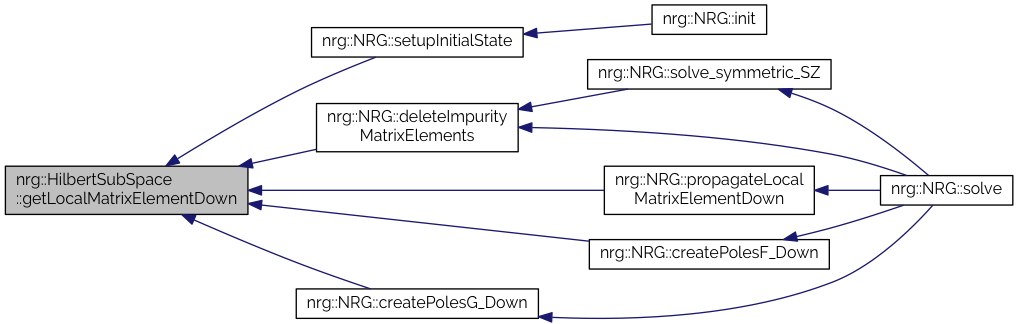 nrg::NRG::init
nrg::NRG::setupInitialState
nrg::NRG::solve_symmetric_SZ
nrg::NRG::deleteImpurity
MatrixElements
nrg::HilbertSubSpace
::getLocalMatrixElementDown
nrg::NRG::propagateLocal
MatrixElementDown
nrg::NRG::solve
nrg::NRG::createPolesF_Down
nrg::NRG::createPolesG_Down